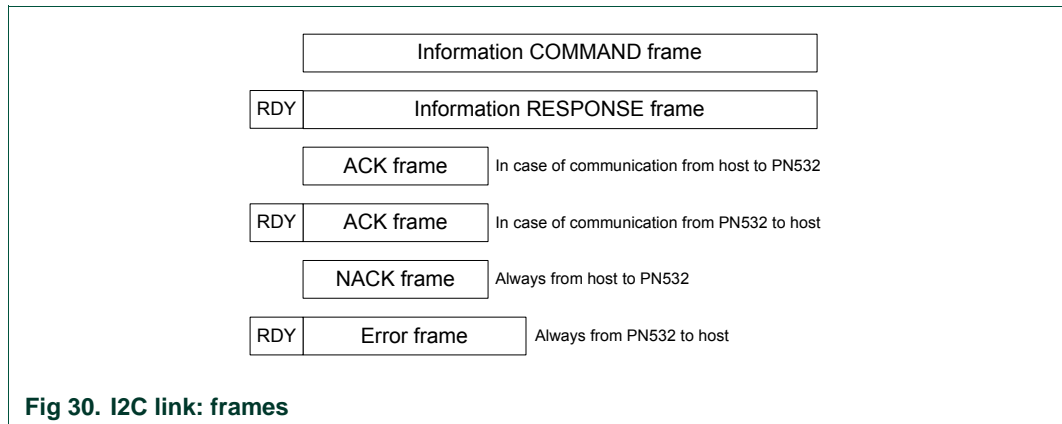 Information COMMAND frame
RDY Information RESPONSE frame
ACK frame In case of communication from host to PN532
RDY ACK frame In case of communication from PN532 to host
NACK frame Always from host to PN532
RDY Error frame Always from PN532 to host
Fig 30. I2C link: frames